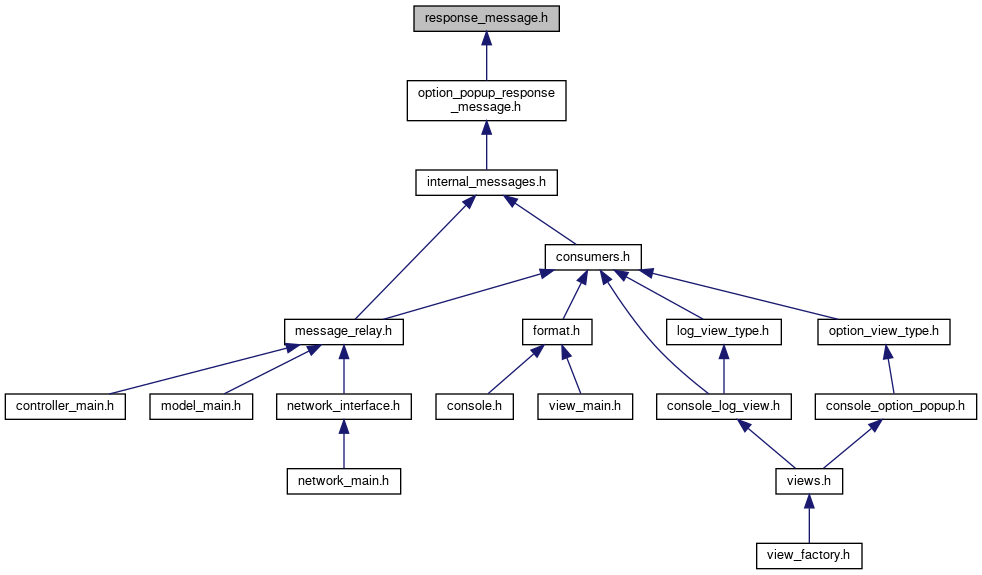 response_message.h
option_popup_response
_message.h
internal_messages.h
consumers.h
message_relay.h
format.h
log_view_type.h
option_view_type.h
controller_main.h
model_main.h
network_interface.h
console.h
view_main.h
console_log_view.h
console_option_popup.h
network_main.h
views.h
view_factory.h